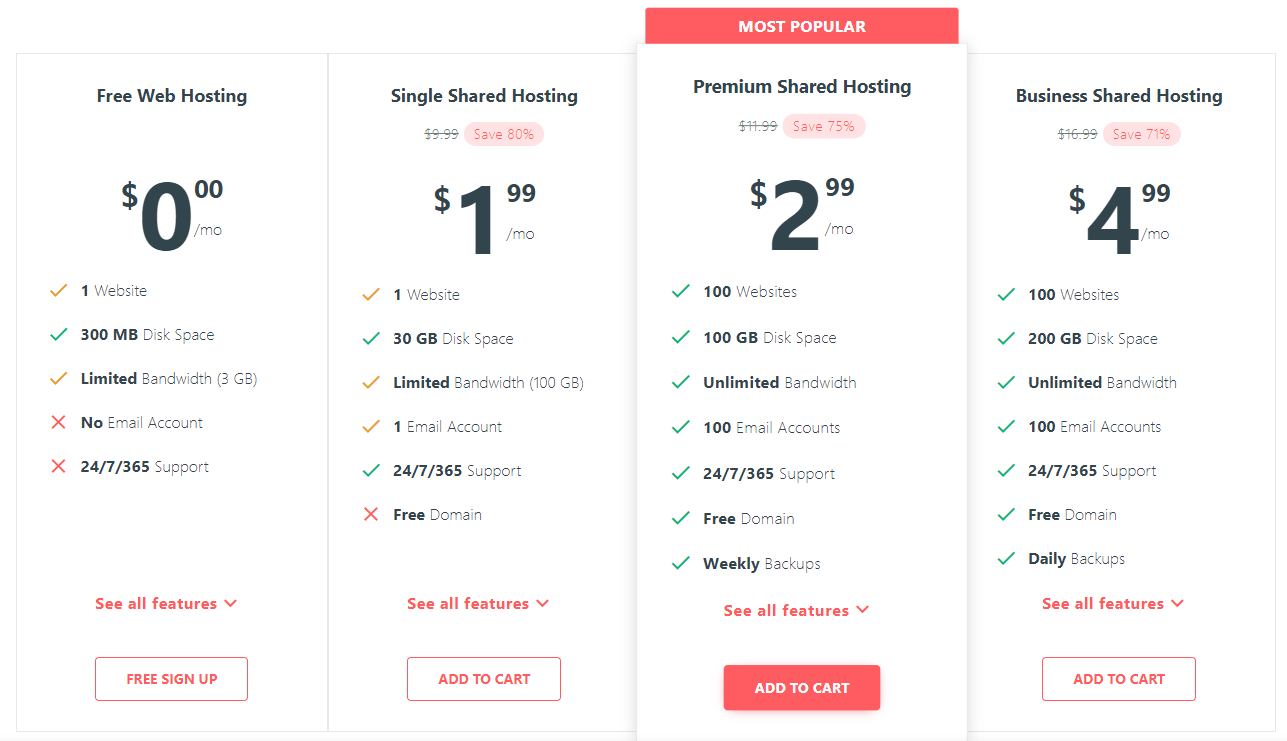 MOST POPULAR
Free Web Hosting
$0.00
/mo
1 Website
300 MB Disk Space
Limited Bandwidth (3 GB)
No Email Account
24/7/365 Support
See all features
FREE SIGN UP
Single Shared Hosting
$9.99 Save 80%
$1.99
/mo
1 Website
30 GB Disk Space
Limited Bandwidth (100 GB)
1 Email Account
24/7/365 Support
Free Domain
See all features
ADD TO CART
Premium Shared Hosting
$11.99 Save 75%
$2.99
/mo
100 Websites
100 GB Disk Space
Unlimited Bandwidth
100 Email Accounts
24/7/365 Support
Free Domain
Weekly Backups
See all features
ADD TO CART
Business Shared Hosting
$16.99 Save 71%
$4.99
/mo
100 Websites
200 GB Disk Space
Unlimited Bandwidth
100 Email Accounts
24/7/365 Support
Free Domain
Daily Backups
See all features
ADD TO CART